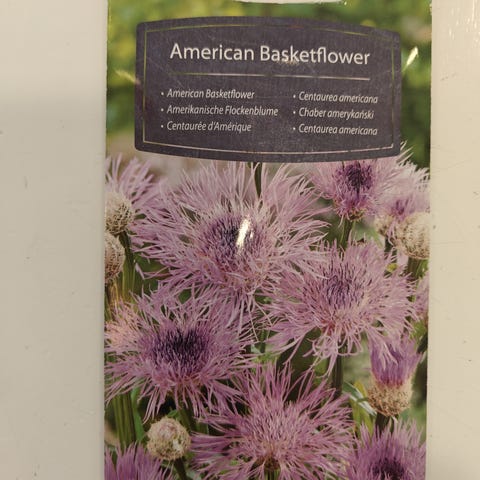 American Basketflower
• American Basketflower
• Amerikanische Flockenblume
• Centaurée d'Amérique
• Centaurea americana
• Chaber amerykański
• Centaurea americana